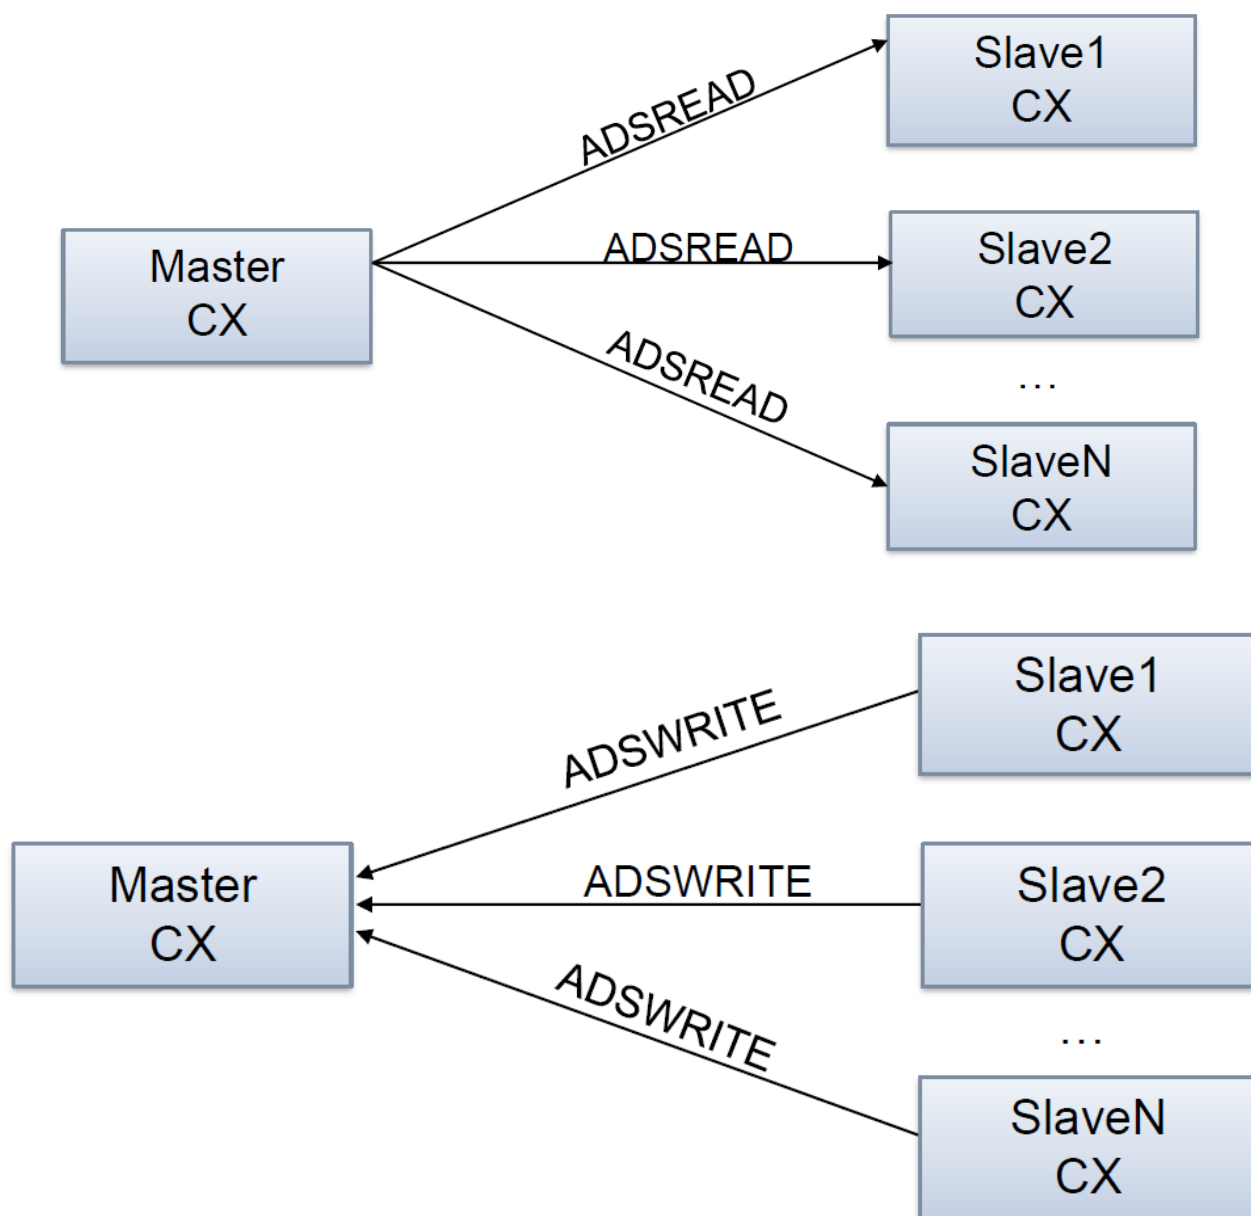 Slave1
CX
ADSREAD
Master
CX
ADSREAD
Slave2
CX
ADSREAD
...
SlaveN
CX
Slave1
CX
ADSWRITE
Master
CX
ADSWRITE
Slave2
CX
ADSWRITE
...
SlaveN
CX